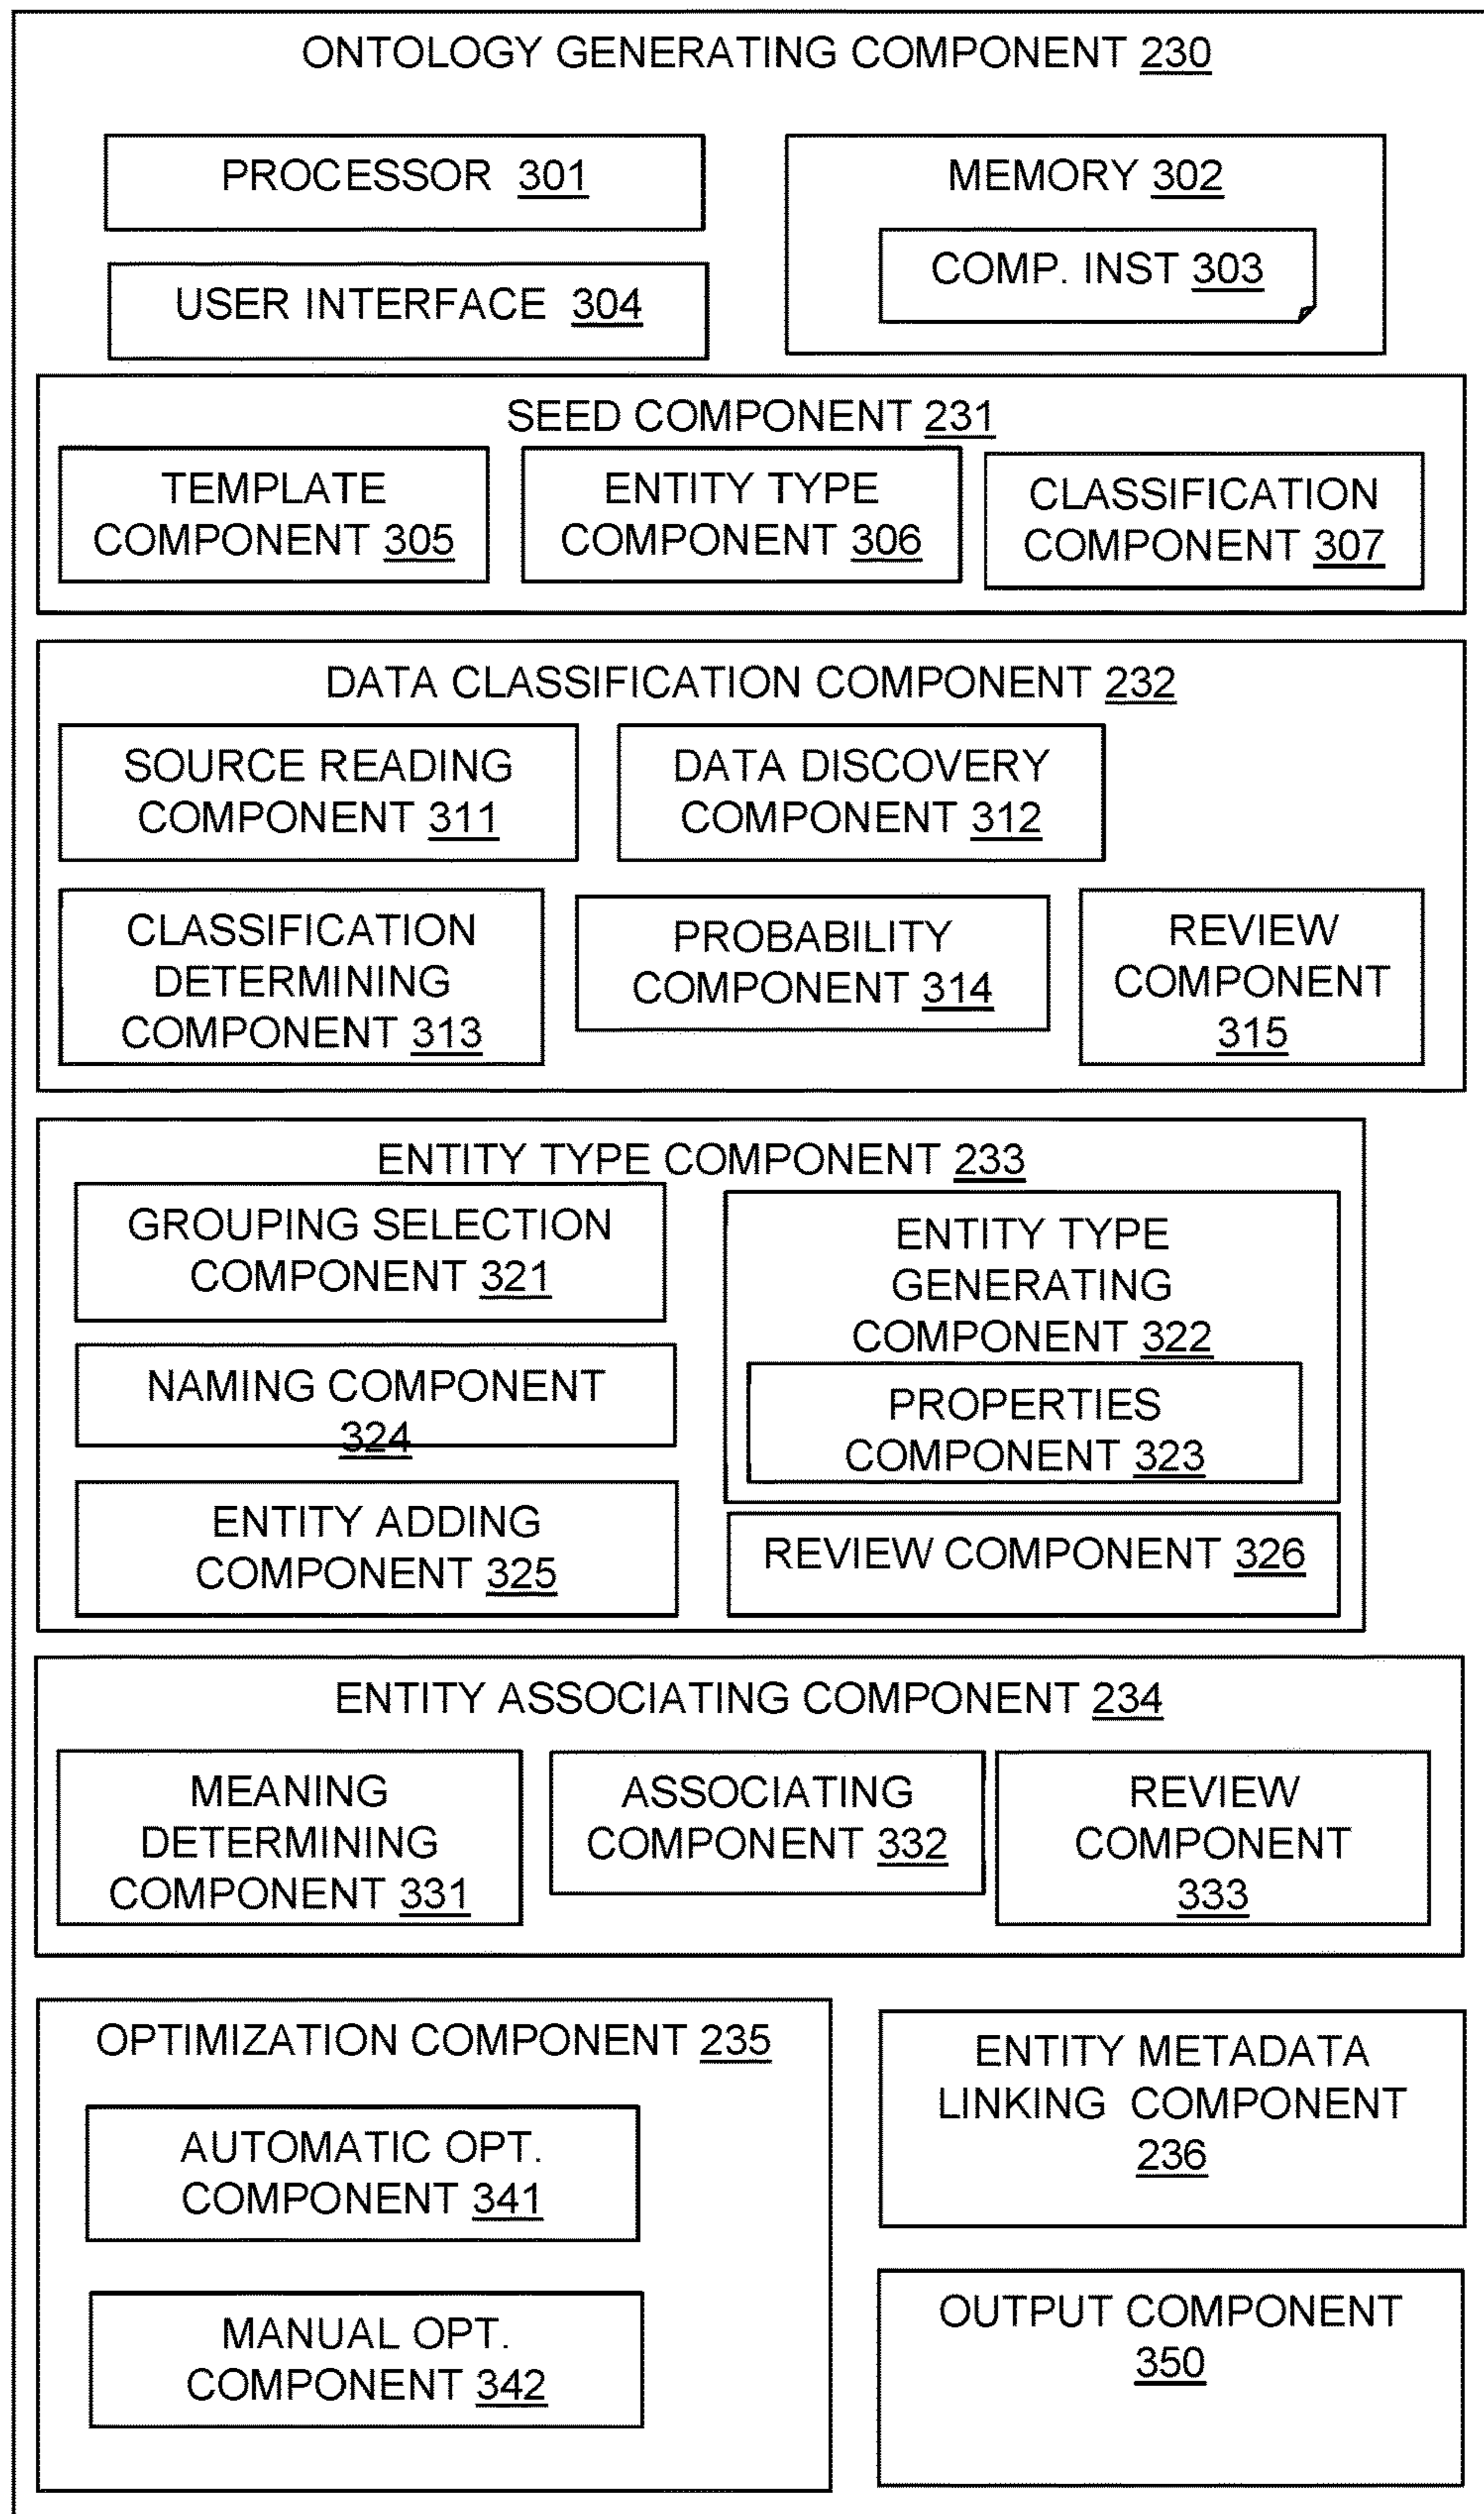 ONTOLOGY GENERATING COMPONENT 230
PROCESSOR 301
USER INTERFACE 304
MEMORY 302
COMP. INST 303
SEED COMPONENT 231
TEMPLATE
COMPONENT 305
ENTITY TYPE
COMPONENT 306
CLASSIFICATION
COMPONENT 307
DATA CLASSIFICATION COMPONENT 232
SOURCE READING
COMPONENT 311
DATA DISCOVERY
COMPONENT 312
CLASSIFICATION
DETERMINING
COMPONENT 313
PROBABILITY
COMPONENT 314
REVIEW
COMPONENT
315
ENTITY TYPE COMPONENT 233
GROUPING SELECTION
COMPONENT 321
ENTITY TYPE
GENERATING
COMPONENT 322
PROPERTIES
COMPONENT 323
NAMING COMPONENT
324
ENTITY ADDING
COMPONENT 325
REVIEW COMPONENT 326
ENTITY ASSOCIATING COMPONENT 234
MEANING
DETERMINING
COMPONENT 331
ASSOCIATING
COMPONENT 332
REVIEW
COMPONENT
333
OPTIMIZATION COMPONENT 235
AUTOMATIC OPT.
COMPONENT 341
MANUAL OPT.
COMPONENT 342
ENTITY METADATA
LINKING COMPONENT
236
OUTPUT COMPONENT
350